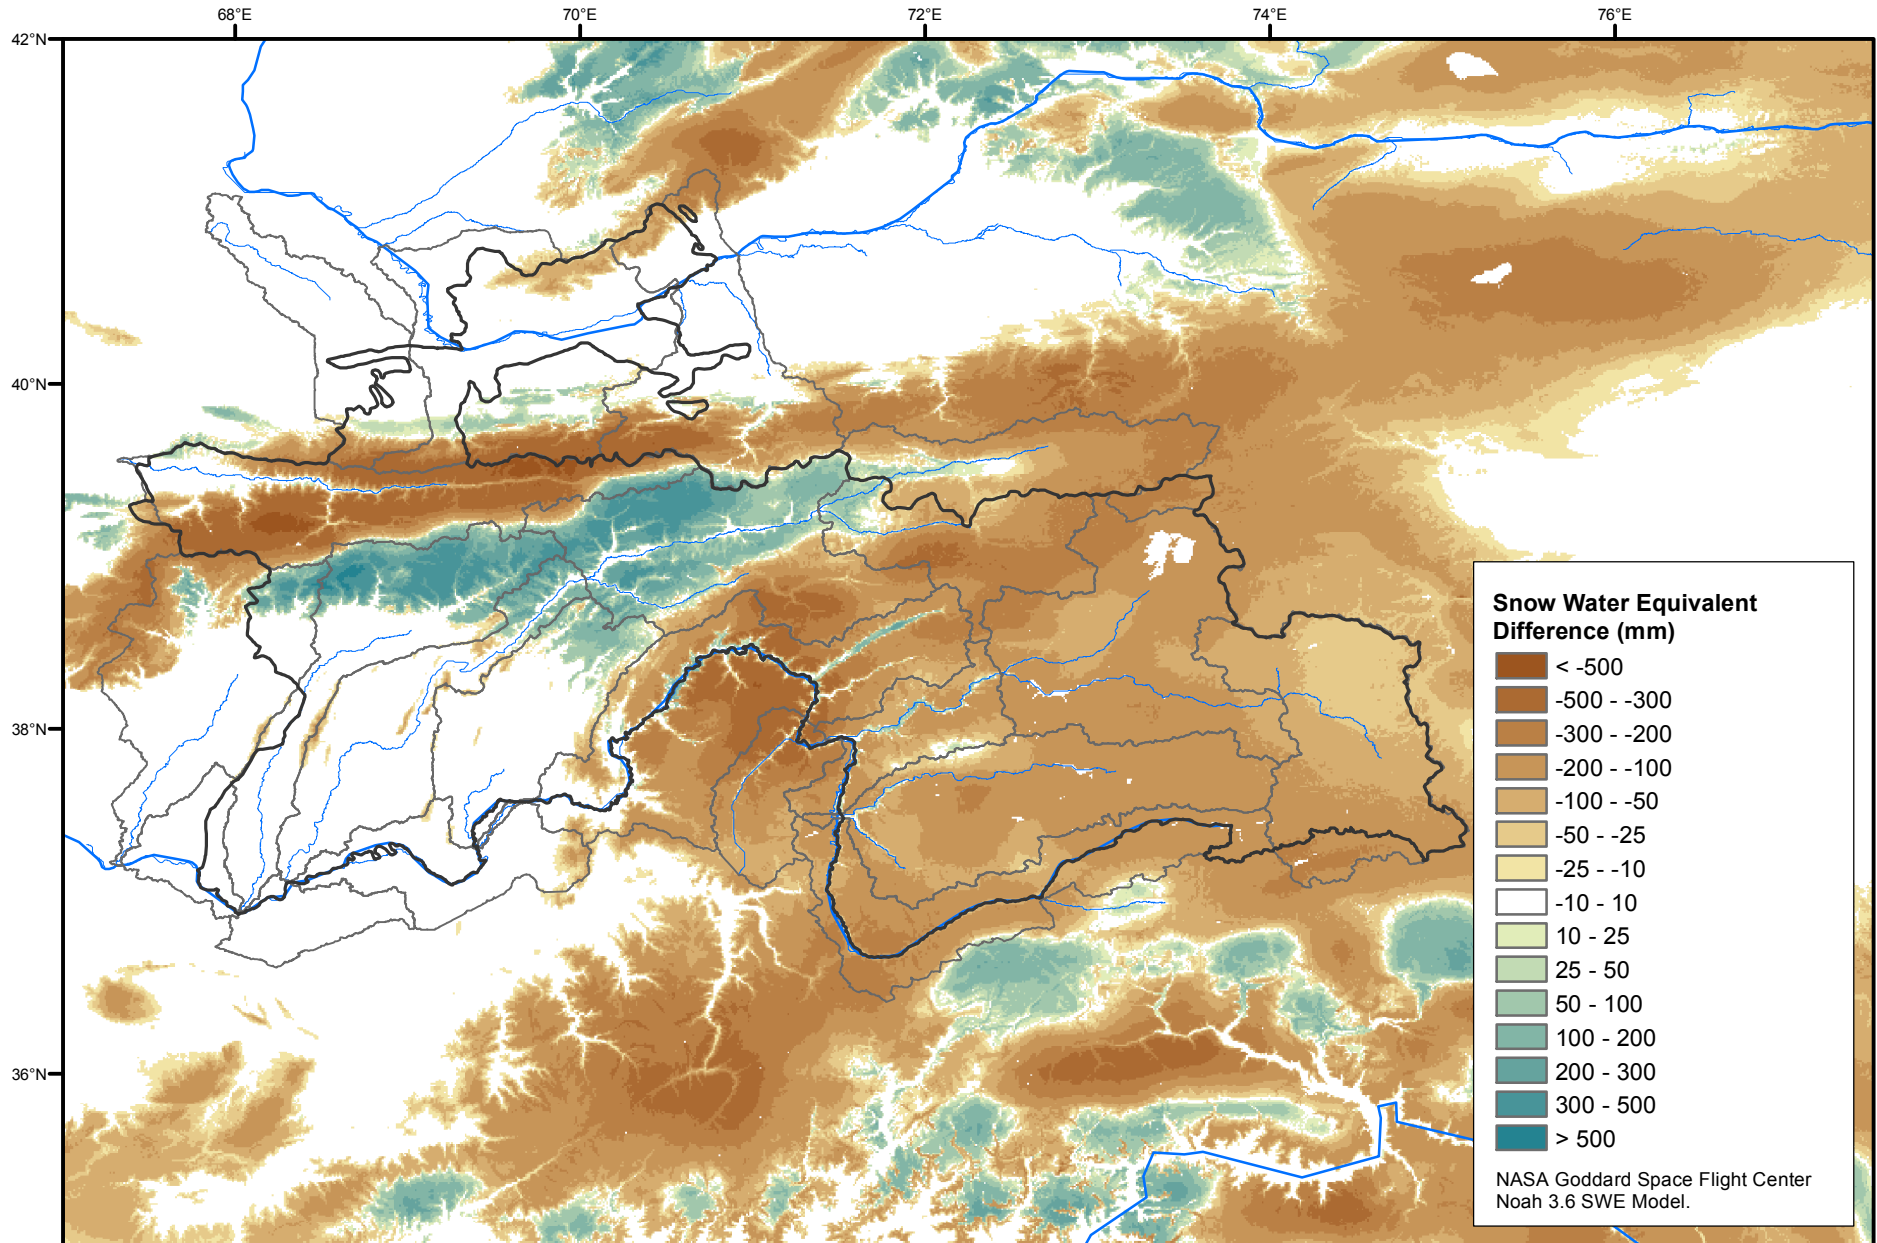 68°E 70°E 72°E 74°E 76°E
42°N
40°N
38°N
36°N
Snow Water Equivalent
Difference (mm)
< -500
-500 - -300
-300 - -200
-200 - -100
-100 - -50
-50 - -25
-25 - -10
-10 - 10
10 - 25
25 - 50
50 - 100
100 - 200
200 - 300
300 - 500
> 500
NASA Goddard Space Flight Center
Noah 3.6 SWE Model.